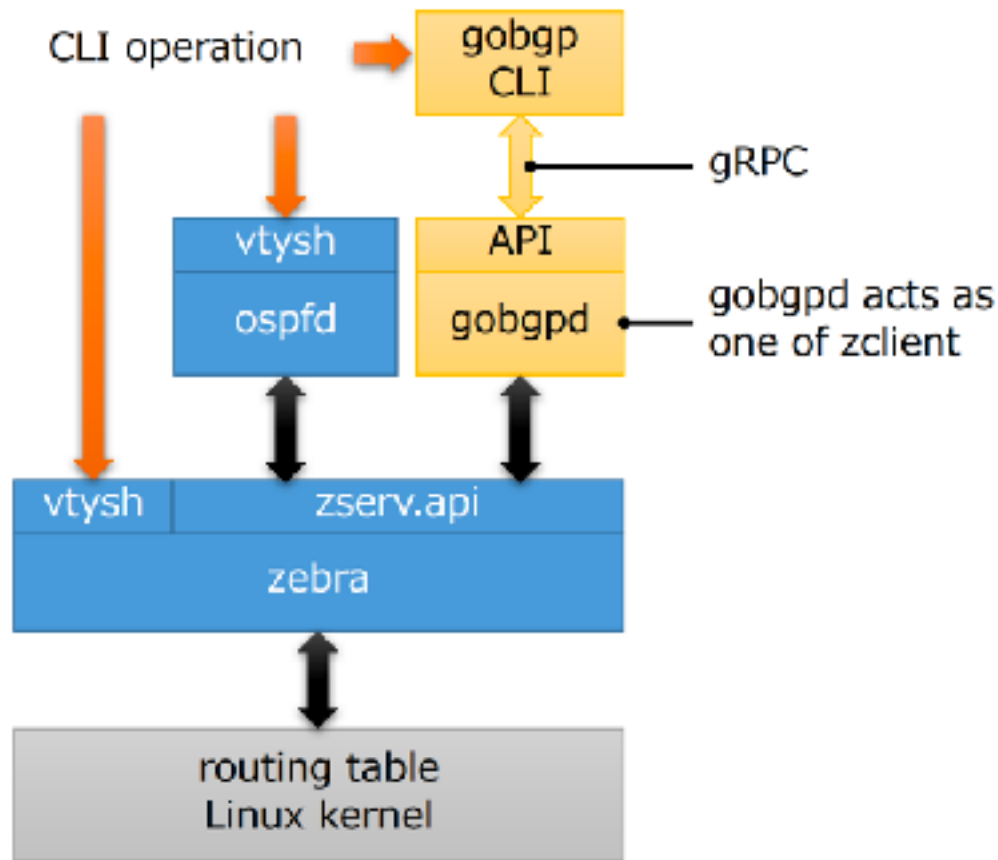 CLI operation
gobgp
CLI
gRPC
vtysh
API
ospfd
gobgpd
gobgpd acts as
one of zclient
vtysh
zserv.api
zebra
routing table
Linux kernel